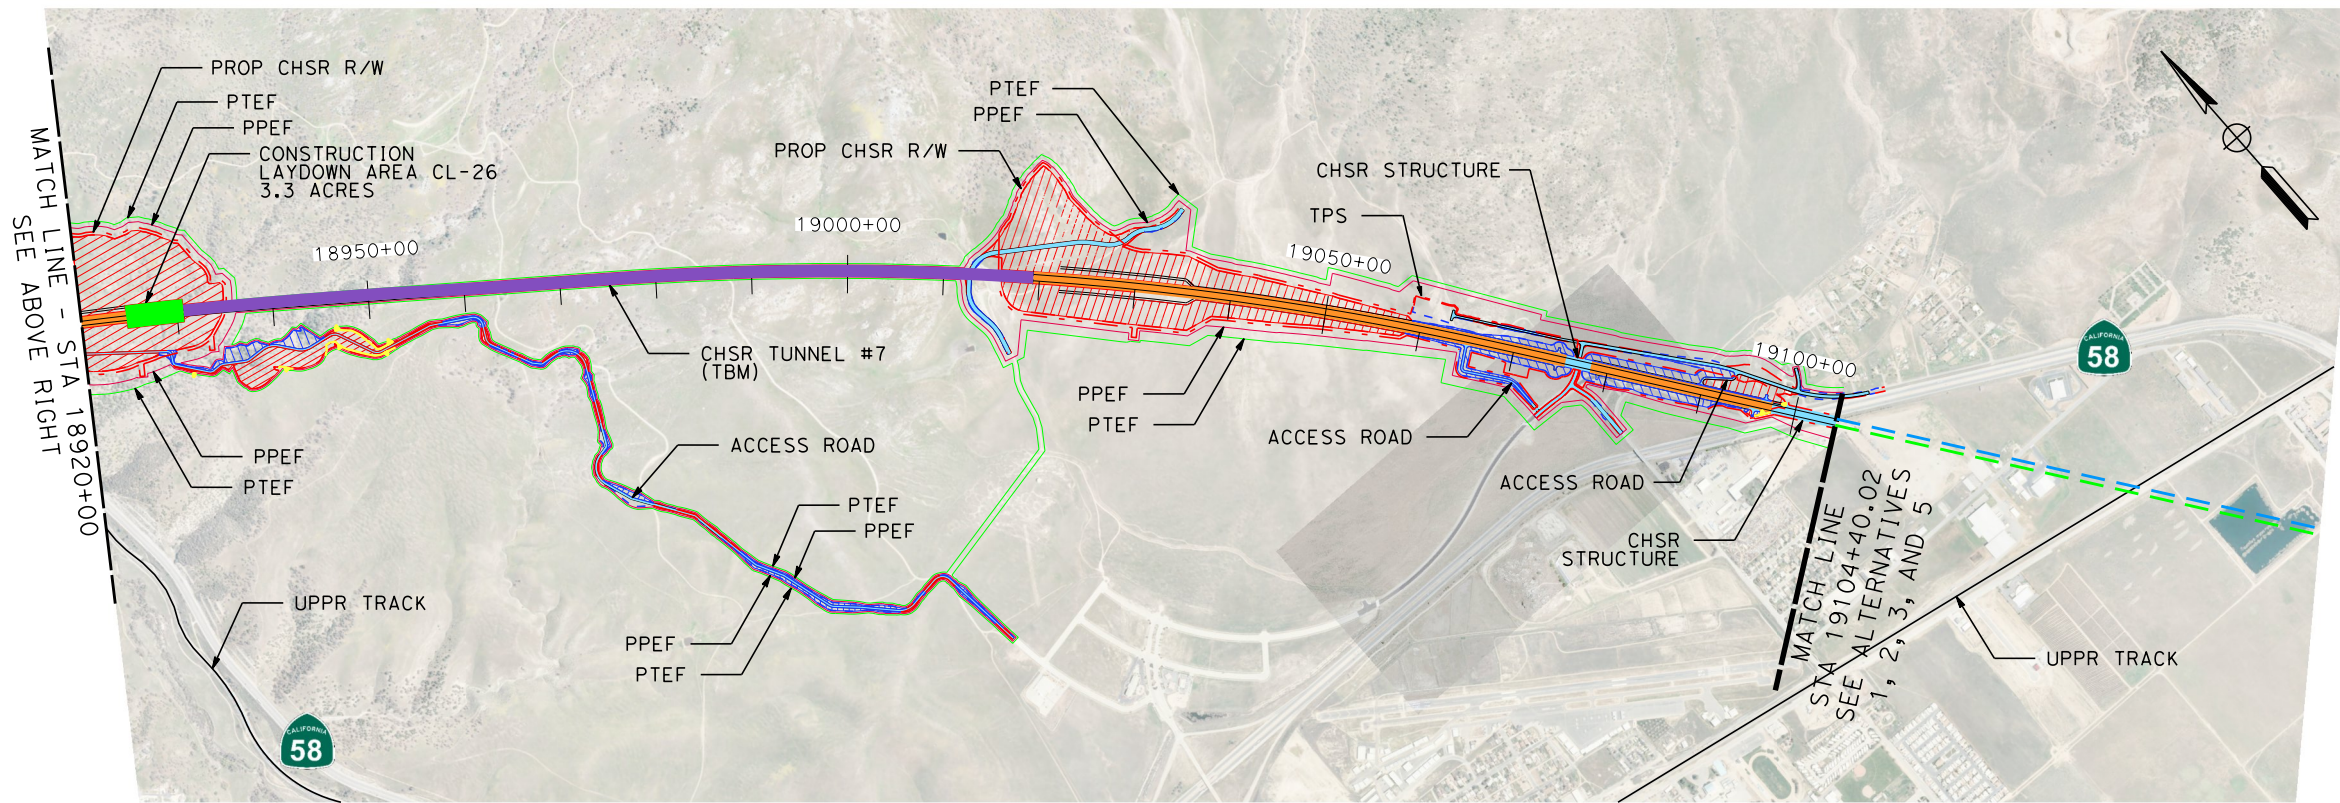 PROP CHSR R/W
PTEF
PPEF
CONSTRUCTION
LAYDOWN AREA CL-26
3.3 ACRES
MATCH LINE - STA 18920+00
SEE ABOVE RIGHT
18950+00
19000+00
PTEF
PPEF
PROP CHSR R/W
CHSR STRUCTURE
TPS
19050+00
19100+00
CALIFORNIA
58
CHSR TUNNEL #7
(TBM)
PPEF
PTEF
ACCESS ROAD
PPEF
PTEF
ACCESS ROAD
ACCESS ROAD
PTEF
PPEF
CHSR
STRUCTURE
UPPR TRACK
PPEF
PTEF
MATCH LINE
STA 19104+40.02
SEE ALTERNATIVES
1, 2, 3, AND 5
UPPR TRACK
CALIFORNIA
58